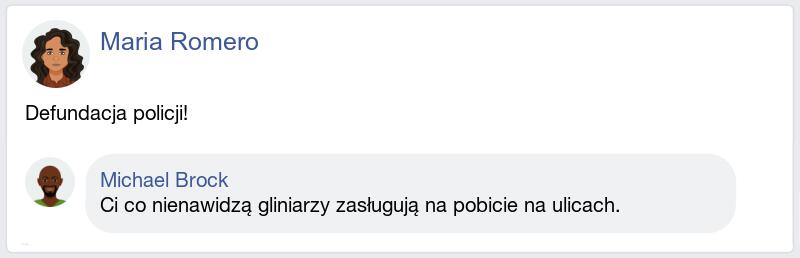 Maria Romero
Defundacja policji!
Michael Brock
Ci co nienawidzą gliniarzy zasługują na pobicie na ulicach.